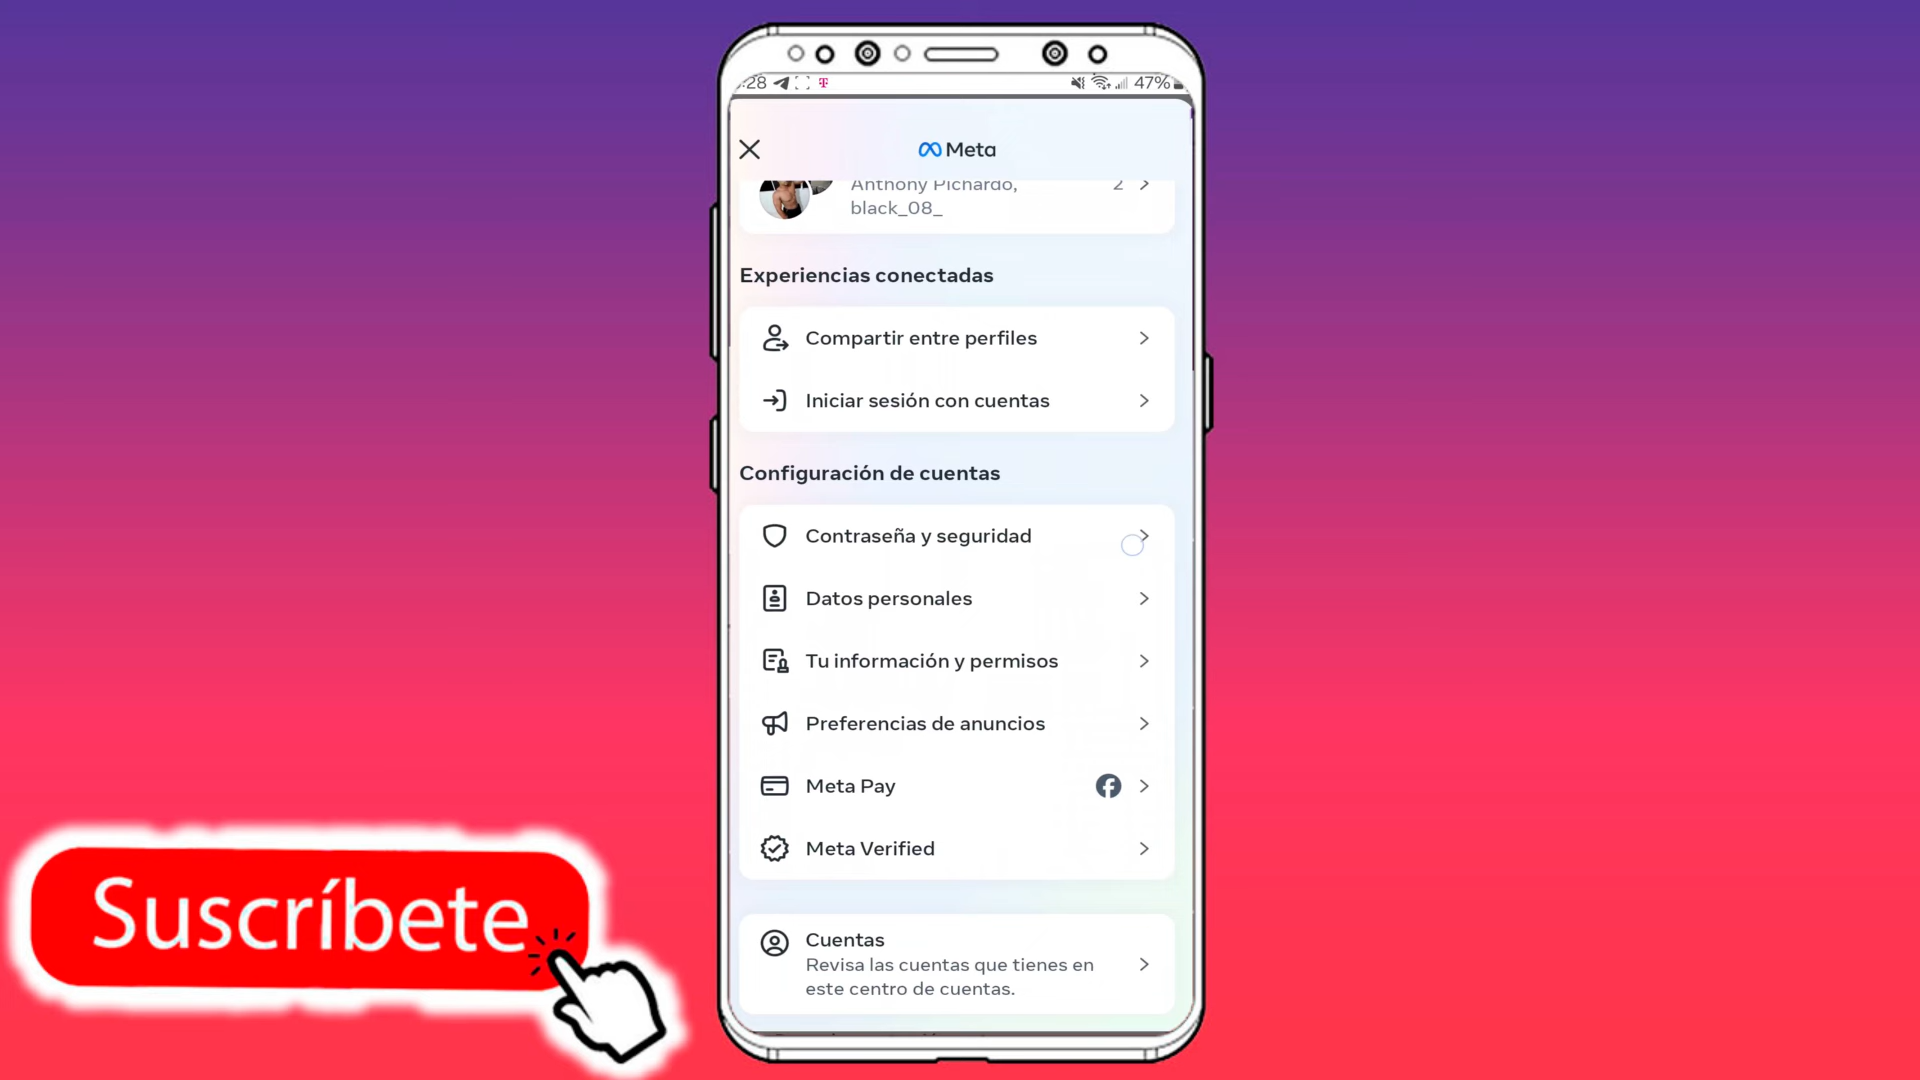 :28 47%
Meta
Anthony Pichardo, 2
black_08_
Experiencias conectadas
Compartir entre perfiles
Iniciar sesión con cuentas
Configuración de cuentas
Contraseña y seguridad
Datos personales
Tu información y permisos
Preferencias de anuncios
Meta Pay
Meta Verified
Cuentas
Revisa las cuentas que tienes en
este centro de cuentas.
Suscríbete